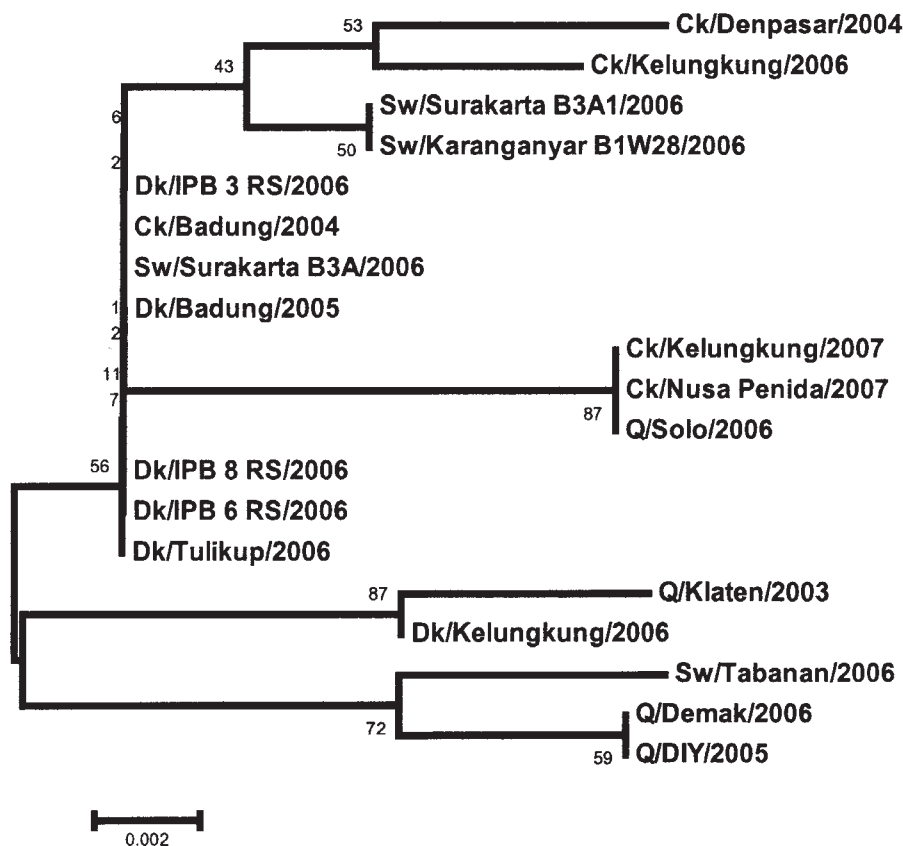 53
Ck/Denpasar/2004
43
Ck/Kelungkung/2006
Sw/Surakarta B3A1/2006
6
50
Sw/Karanganyar B1W28/2006
2
Dk/IPB 3 RS/2006
Ck/Badung/2004
Sw/Surakarta B3A/2006
1
Dk/Badung/2005
2
Ck/Kelungkung/2007
11
Ck/Nusa Penida/2007
7
87
Q/Solo/2006
56
Dk/IPB 8 RS/2006
Dk/IPB 6 RS/2006
Dk/Tulikup/2006
87
Q/Klaten/2003
Dk/Kelungkung/2006
Sw/Tabanan/2006
72
Q/Demak/2006
59
Q/DIY/2005
0.002